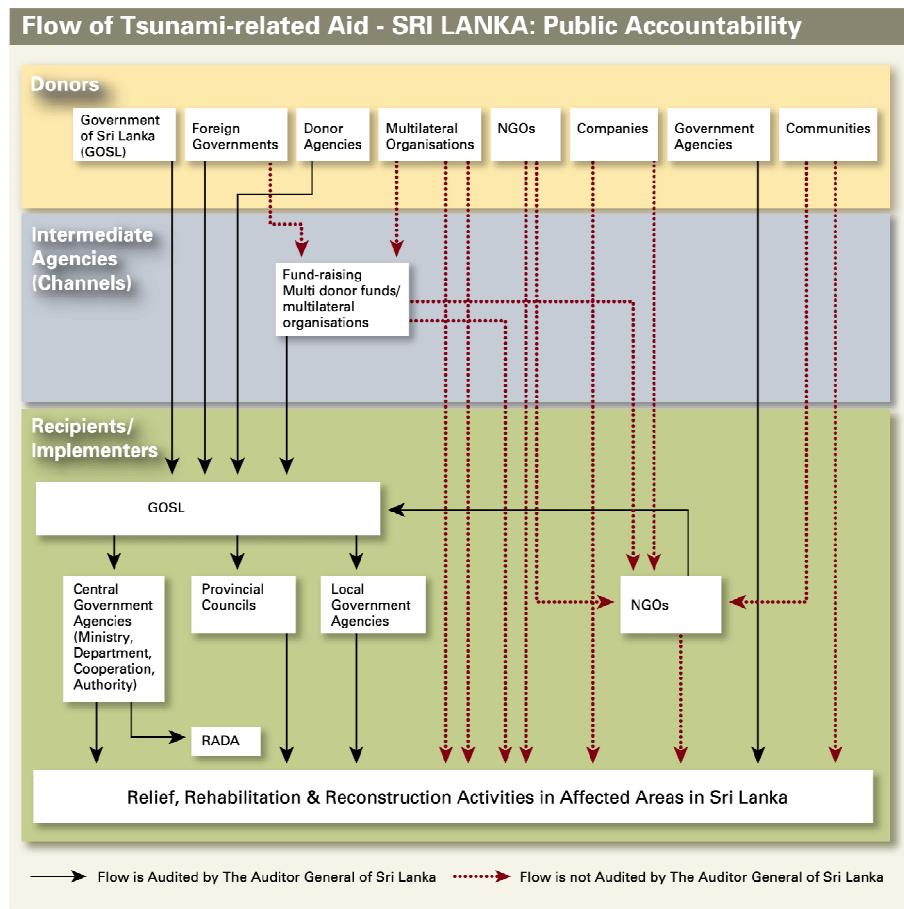 Flow of Tsunami-related Aid - SRI LANKA: Public Accountability
Donors
Government
of Sri Lanka
(GOSL)
Foreign
Governments
Donor
Agencies
Multilateral
Organisations
NGOs
Companies
Government
Agencies
Communities
Intermediate
Agencies
(Channels)
Fund-raising
Multi donor funds/
multilateral
organisations
Recipients/
Implementers
GOSL
Central
Government
Agencies
(Ministry,
Department,
Cooperation,
Authority)
Provincial
Councils
Local
Government
Agencies
NGOs
RADA
Relief, Rehabilitation & Reconstruction Activities in Affected Areas in Sri Lanka
Flow is Audited by The Auditor General of Sri Lanka
Flow is not Audited by The Auditor General of Sri Lanka